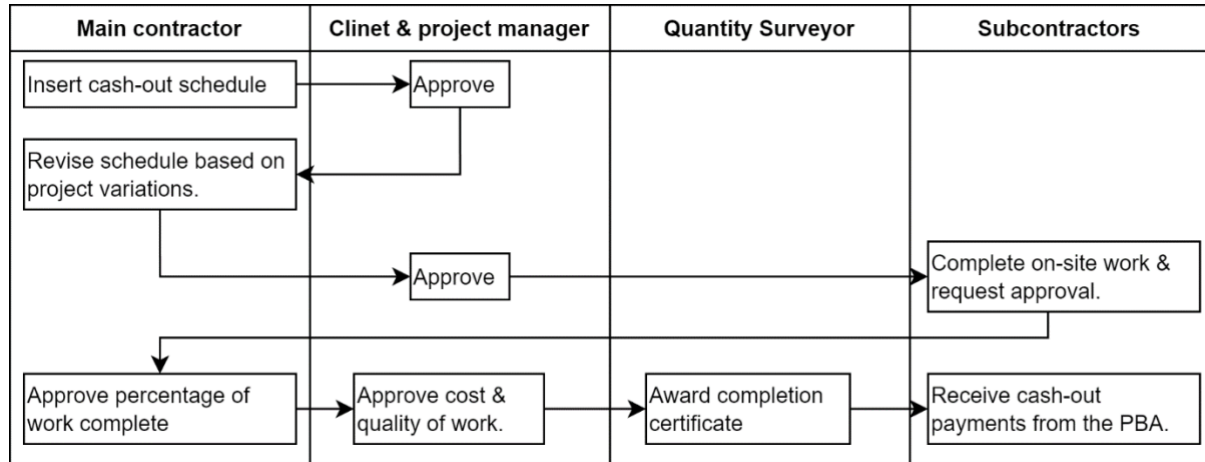 Main contractor
Clinet & project manager
Quantity Surveyor
Subcontractors
Insert cash-out schedule
Approve
Revise schedule based on
project variations.
Approve
Complete on-site work &
request approval.
Approve percentage of
work complete
Approve cost &
quality of work.
Award completion
certificate
Receive cash-out
payments from the PBA.